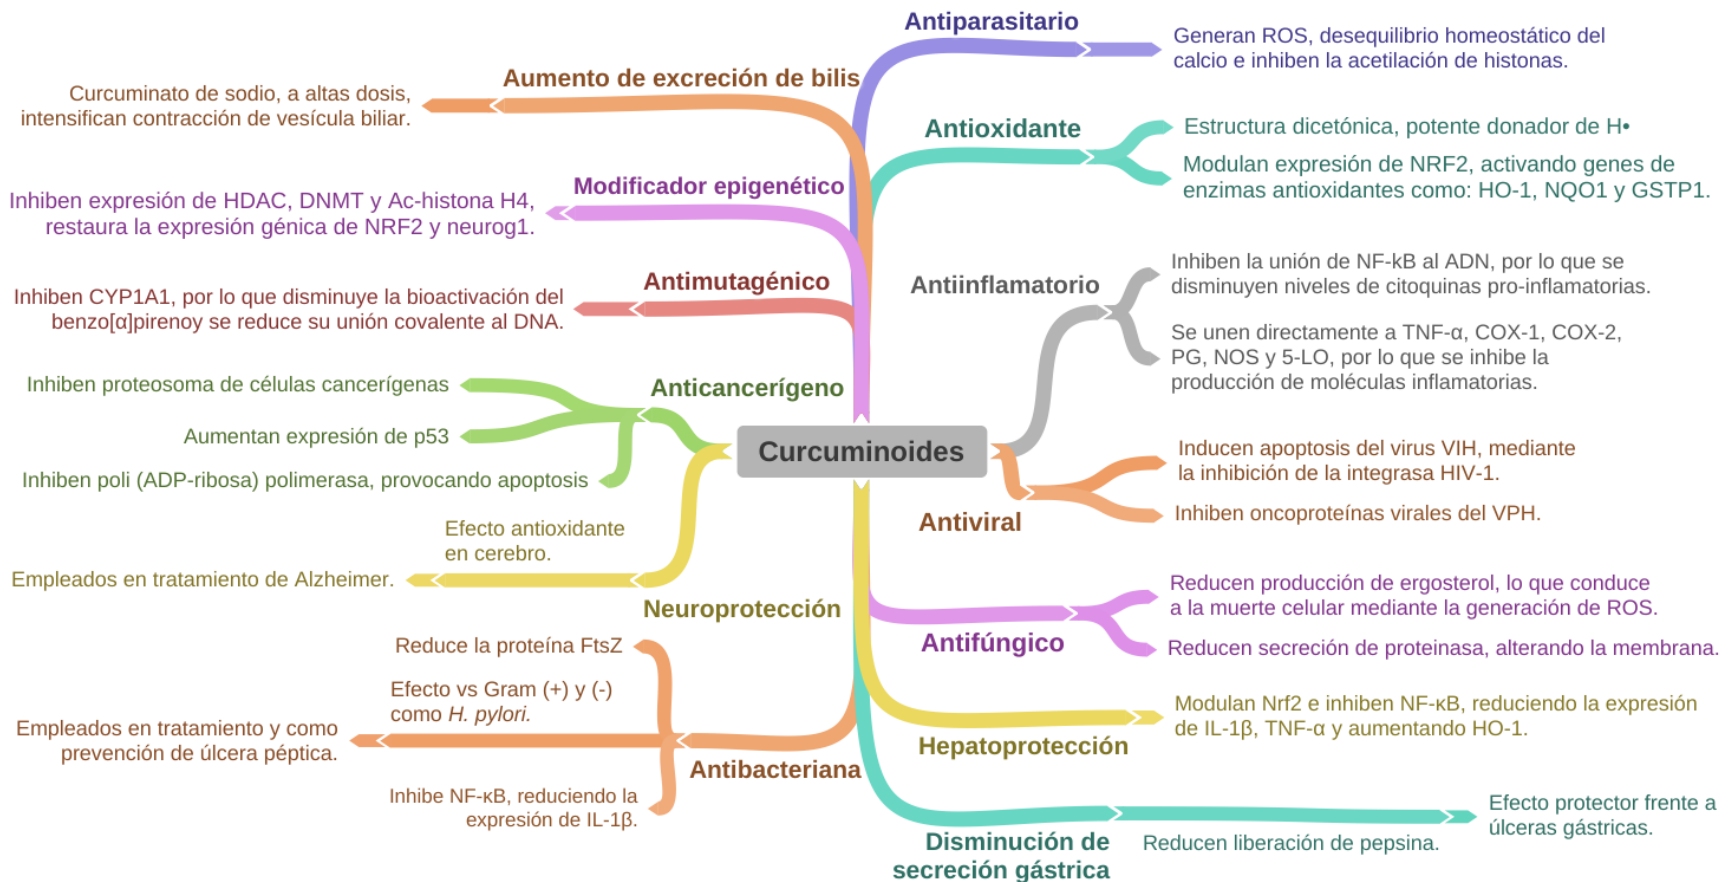 Curcuminoides
Antiparasitario
Generan ROS, desequilibrio homeostático del
calcio e inhiben la acetilación de histonas.
Antioxidante
Estructura dicetónica, potente donador de H•
Modulan expresión de NRF2, activando genes de
enzimas antioxidantes como: HO-1, NQO1 y GSTP1.
Antiinflamatorio
Inhiben la unión de NF-kB al ADN, por lo que se
disminuyen niveles de citoquinas pro-inflamatorias.
Se unen directamente a TNF-α, COX-1, COX-2,
PG, NOS y 5-LO, por lo que se inhibe la
producción de moléculas inflamatorias.
Antiviral
Inducen apoptosis del virus VIH, mediante
la inhibición de la integrasa HIV-1.
Inhiben oncoproteínas virales del VPH.
Antifúngico
Reducen producción de ergosterol, lo que conduce
a la muerte celular mediante la generación de ROS.
Reducen secreción de proteinasa, alterando la membrana.
Hepatoprotección
Modulan Nrf2 e inhiben NF-κB, reduciendo la expresión
de IL-1β, TNF-α y aumentando HO-1.
Disminución de
secreción gástrica
Reducen liberación de pepsina.
Efecto protector frente a
úlceras gástricas.
Aumento de excreción de bilis
Curcuminato de sodio, a altas dosis,
intensifican contracción de vesícula biliar.
Modificador epigenético
Inhiben expresión de HDAC, DNMT y Ac-histona H4,
restaura la expresión génica de NRF2 y neurog1.
Antimutagénico
Inhiben CYP1A1, por lo que disminuye la bioactivación del
benzo[α]pirenoy se reduce su unión covalente al DNA.
Anticancerígeno
Inhiben proteosoma de células cancerígenas
Aumentan expresión de p53
Inhiben poli (ADP-ribosa) polimerasa, provocando apoptosis
Neuroprotección
Efecto antioxidante
en cerebro.
Empleados en tratamiento de Alzheimer.
Antibacteriana
Reduce la proteína FtsZ
Efecto vs Gram (+) y (-)
como H. pylori.
Empleados en tratamiento y como
prevención de úlcera péptica.
Inhibe NF-κB, reduciendo la
expresión de IL-1β.